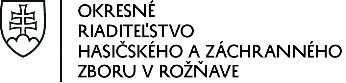 OKRESNÉ
RIADITEĽSTVO
HASIČSKÉHO A ZÁCHRANNÉHO
ZBORU V ROŽŇAVE